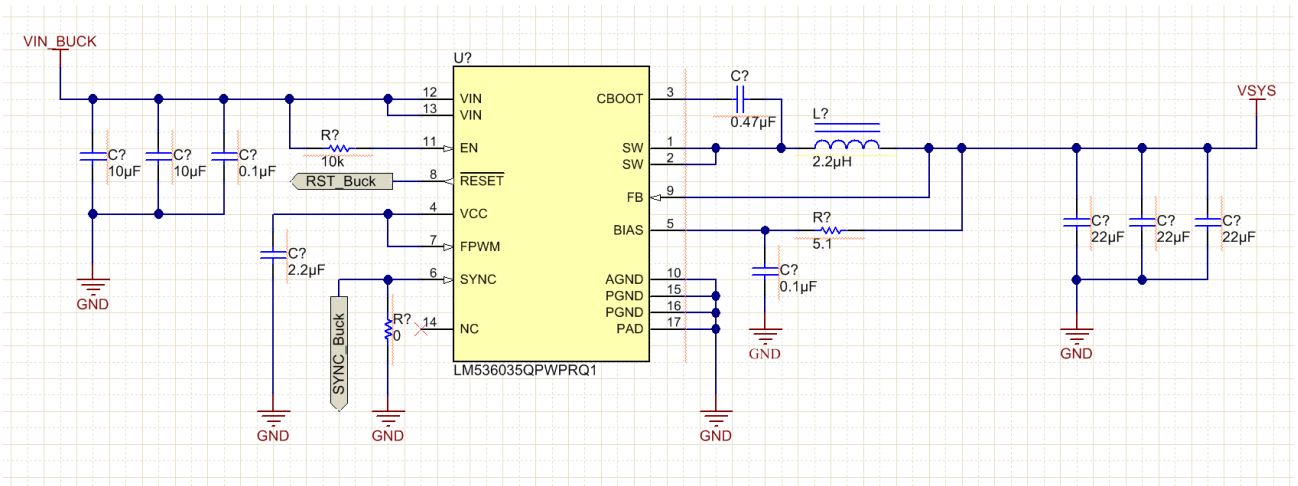 VIN_BUCK
C?
10µF
C?
10µF
C?
0.1µF
R?
10k
RST_Buck
C?
2.2µF
SYNC_Buck
R?
0
GND
GND
GND
U?
12 VIN
13 VIN
11 EN
8 RESET
4 VCC
7 FPWM
6 SYNC
14 NC
CBOOT 3
SW 1
SW 2
FB 9
BIAS 5
AGND 10
PGND 15
PGND 16
PAD 17
LM536035QPWPRQ1
C?
0.47µF
L?
2.2µH
R?
5.1
C?
0.1µF
GND
GND
VSYS
C?
22µF
C?
22µF
C?
22µF
GND